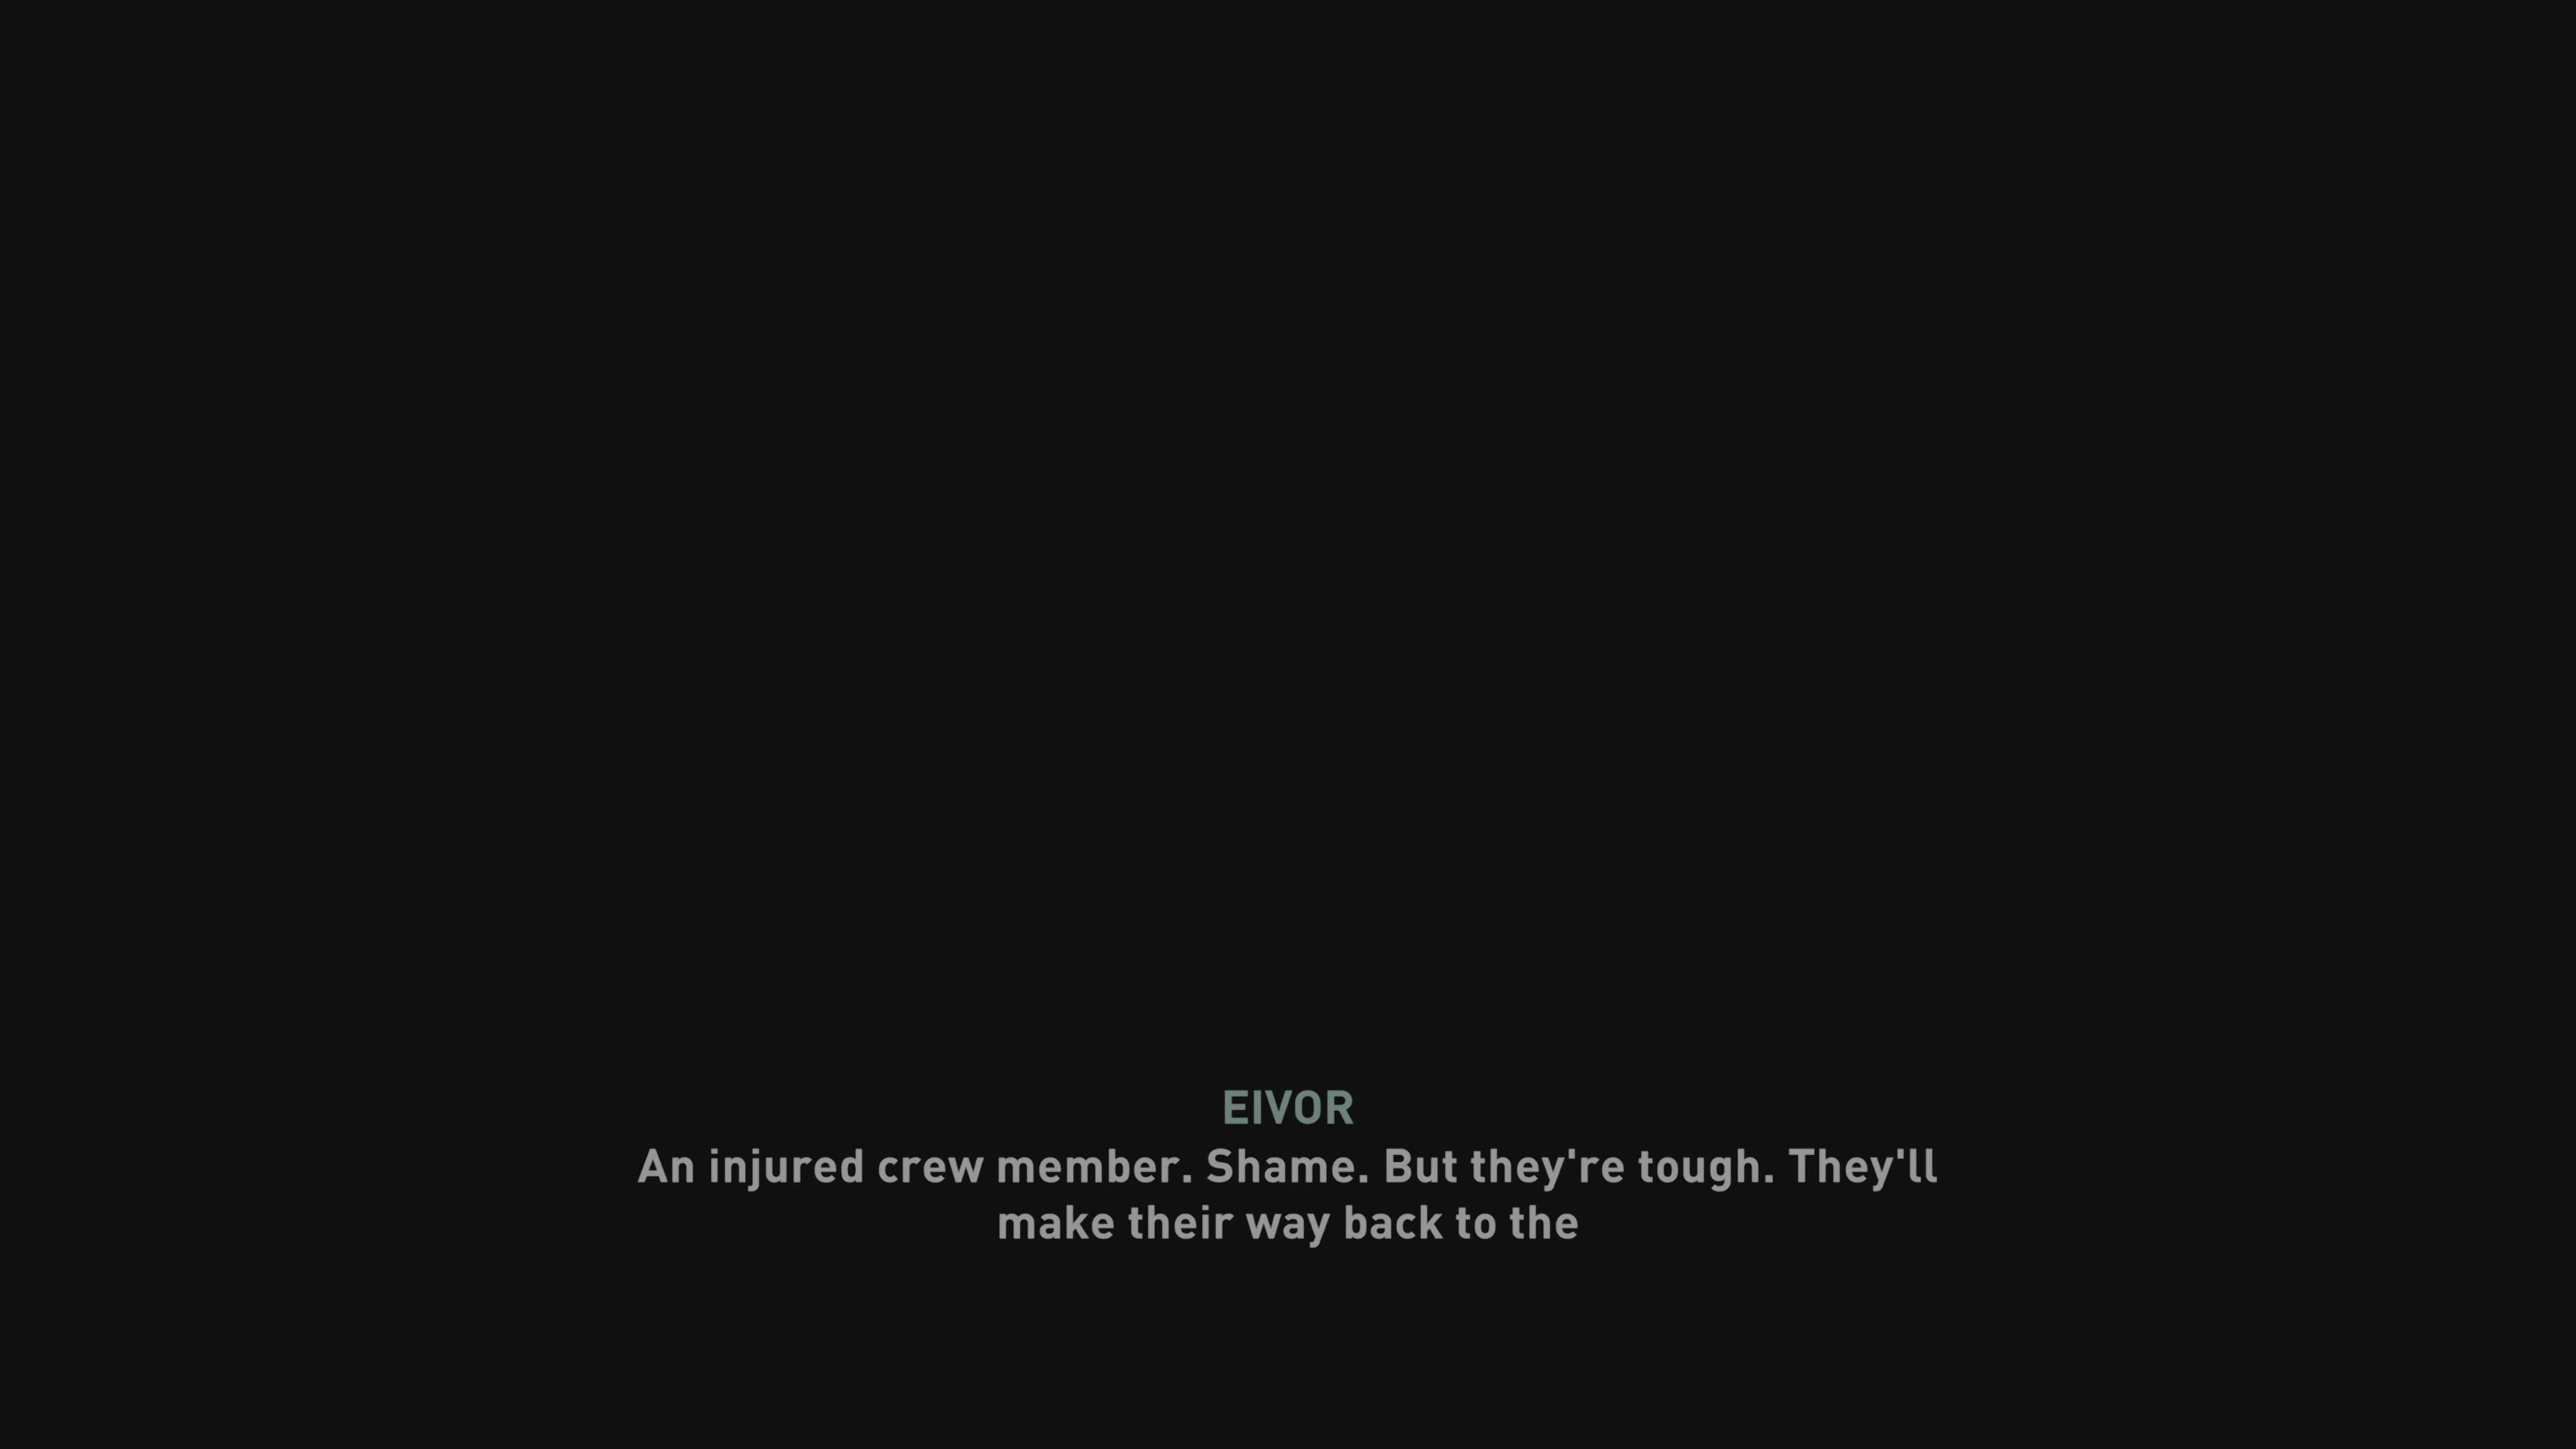 EIVOR
An injured crew member. Shame. But they're tough. They'll
make their way back to the